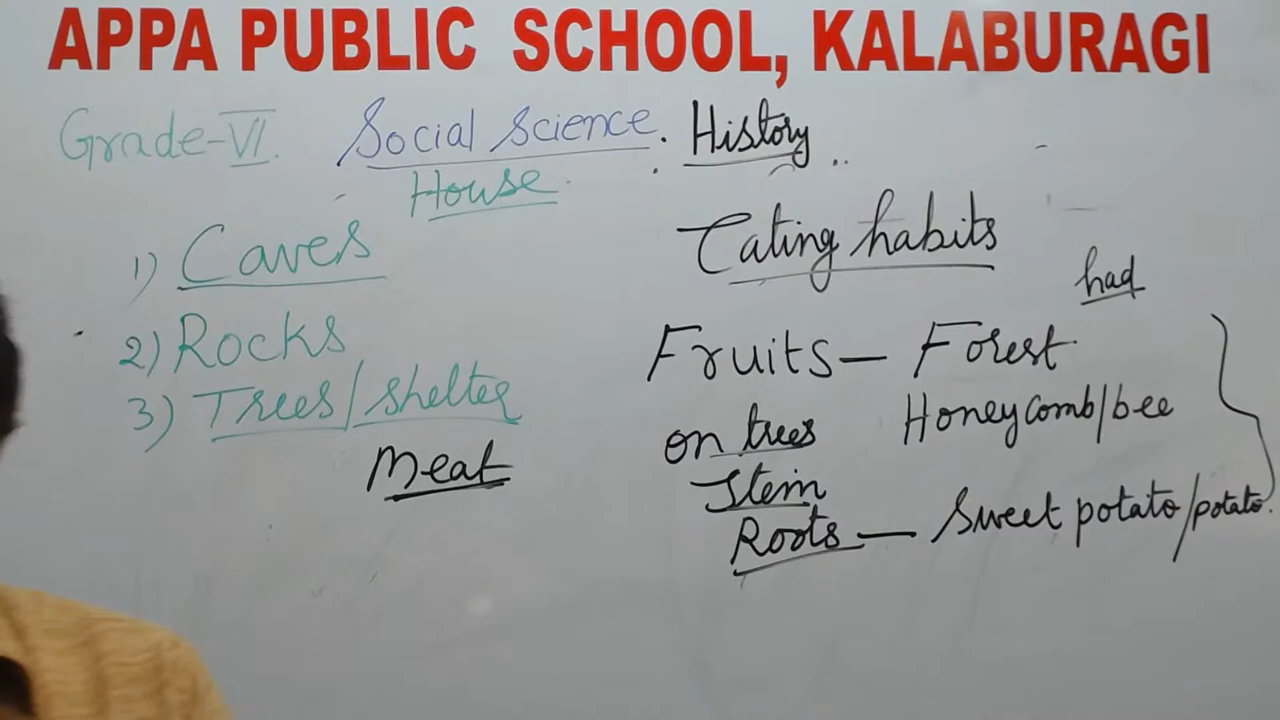 APPA PUBLIC SCHOOL, KALABURAGI
Grade-VI. Social Science. History
House
1) Caves
2) Rocks
3) Trees/shelter
Meat
Eating habits
had
Fruits — Forest
on trees Honeycomb/bee
Stem
Roots — Sweet potato/potato.